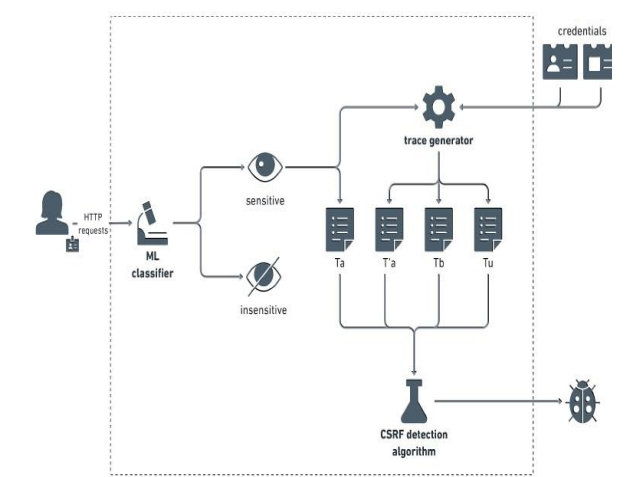 credentials
trace generator
sensitive
HTTP
requests
ML
classifier
Ta
T'a
Tb
Tu
insensitive
CSRF detection
algorithm